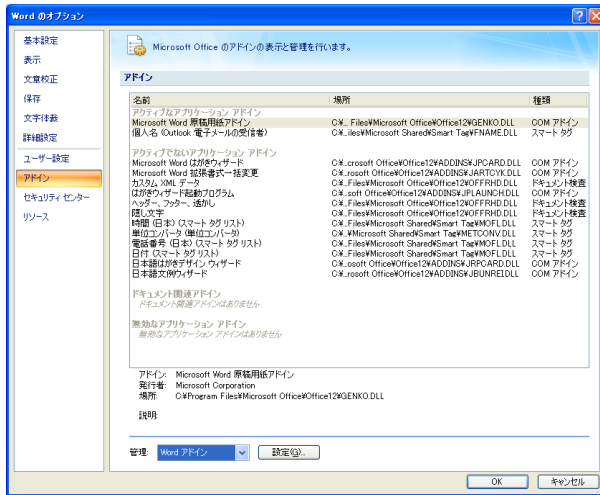 Word のオプション
基本設定
表示
文章校正
保存
文字体裁
詳細設定
ユーザー設定
アドイン
セキュリティ センター
リソース
Microsoft Office のアドインの表示と管理を行います。
アドイン
名前 場所 種類
アクティブなアプリケーション アドイン
Microsoft Word 原稿用紙アドイン C:¥... Files¥Microsoft Office¥Office12¥GENKO.DLL COM アドイン
個人名 (Outlook 電子メールの受信者) C:¥...iles¥Microsoft Shared¥Smart Tag¥FNAME.DLL スマート タグ
アクティブでないアプリケーション アドイン
Microsoft Word はがきウィザード C:¥...crosoft Office¥Office12¥ADDINS¥JPCARD.DLL COM アドイン
Microsoft Word 拡張書式一括変更 C:¥...rosoft Office¥Office12¥ADDINS¥JARTCYK.DLL COM アドイン
カスタム XML データ C:¥...Files¥Microsoft Office¥Office12¥OFFRHD.DLL ドキュメント検査
はがきウィザード起動プログラム C:¥...soft Office¥Office12¥ADDINS¥JPLAUNCH.DLL COM アドイン
ヘッダー、フッター、透かし C:¥...Files¥Microsoft Office¥Office12¥OFFRHD.DLL ドキュメント検査
隠し文字 C:¥...Files¥Microsoft Office¥Office12¥OFFRHD.DLL ドキュメント検査
時間 (日本) (スマート タグ リスト) C:¥...Files¥Microsoft Shared¥Smart Tag¥MOFL.DLL スマート タグ
単位コンバータ (単位コンバータ) C:¥...¥Microsoft Shared¥Smart Tag¥METCONV.DLL スマート タグ
電話番号 (日本) (スマート タグ リスト) C:¥...Files¥Microsoft Shared¥Smart Tag¥MOFL.DLL スマート タグ
日付 (スマート タグ リスト) C:¥...Files¥Microsoft Shared¥Smart Tag¥MOFL.DLL スマート タグ
日本語はがきデザイン ウィザード C:¥...osoft Office¥Office12¥ADDINS¥JRPCARD.DLL COM アドイン
日本語文例ウィザード C:¥...rosoft Office¥Office12¥ADDINS¥JBUNREI.DLL COM アドイン
ドキュメント関連アドイン
ドキュメント関連アドインはありません
無効なアプリケーション アドイン
無効なアプリケーション アドインはありません
アドイン: Microsoft Word 原稿用紙アドイン
発行者: Microsoft Corporation
場所: C:¥Program Files¥Microsoft Office¥Office12¥GENKO.DLL
説明:
管理: Word アドイン 設定(G)...
OK キャンセル